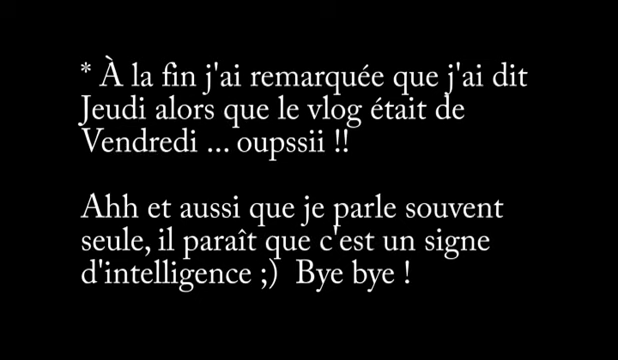 * À la fin j'ai remarquée que j'ai dit
Jeudi alors que le vlog était de
Vendredi ... oupssii !!
Ahh et aussi que je parle souvent
seule, il paraît que c'est un signe
d'intelligence ;) Bye bye !